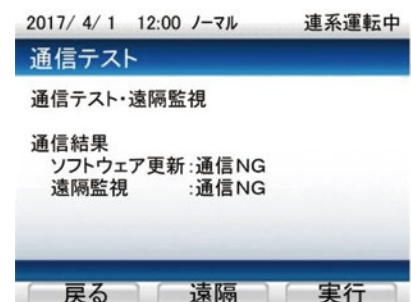 2017/ 4/ 1 12:00 ノーマル 連系運転中
通信テスト
通信テスト・遠隔監視
通信結果
ソフトウェア更新:通信NG
遠隔監視 :通信NG
戻る 遠隔 実行